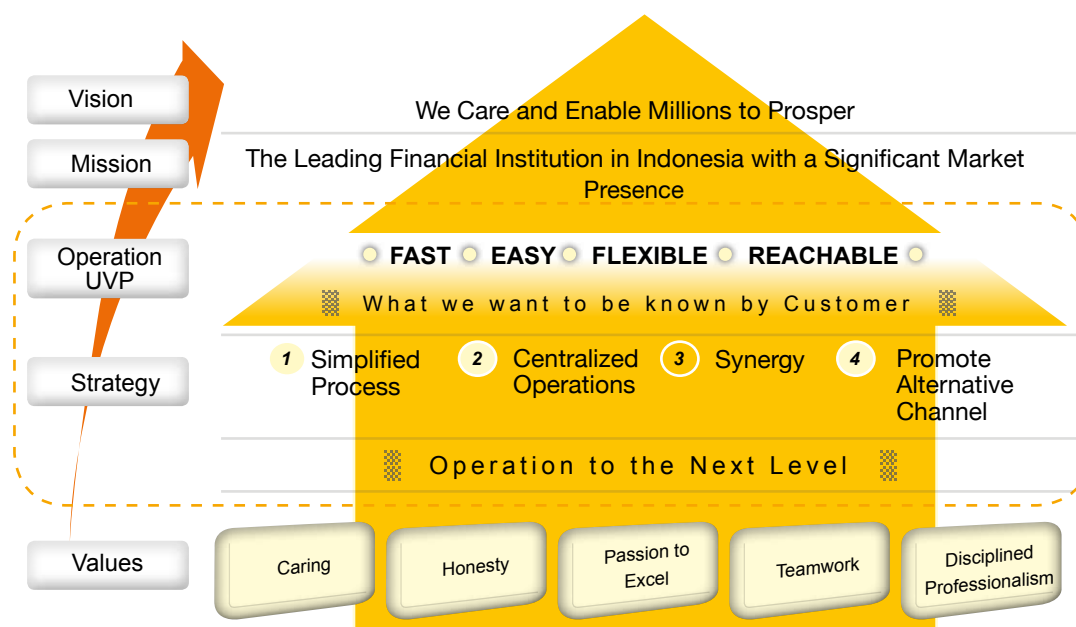 Vision
We Care and Enable Millions to Prosper
Mission
The Leading Financial Institution in Indonesia with a Significant Market
Presence
Operation
UVP
FAST EASY FLEXIBLE REACHABLE
What we want to be known by Customer
Strategy
1 Simplified
Process
2 Centralized
Operations
3 Synergy
4 Promote
Alternative
Channel
Operation to the Next Level
Values
Caring
Honesty
Passion to
Excel
Teamwork
Disciplined
Professionalism